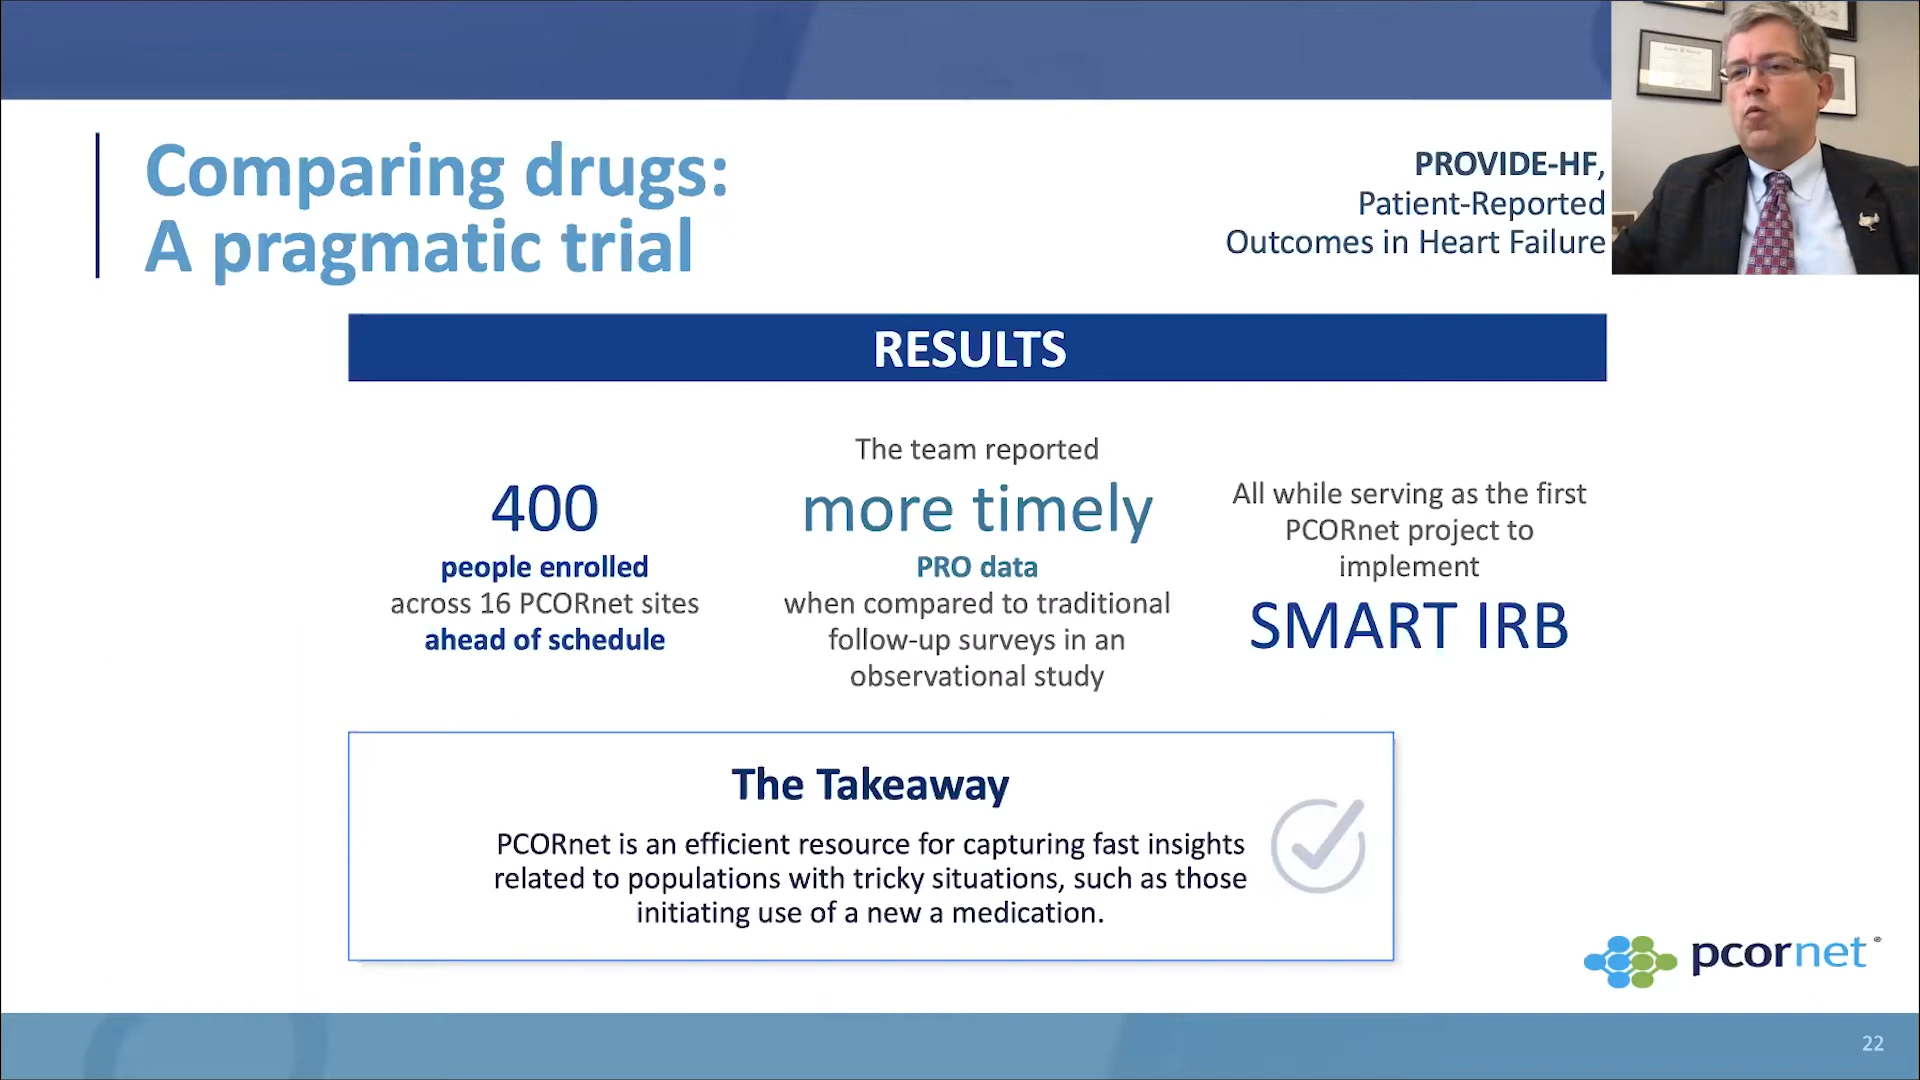 Comparing drugs:
A pragmatic trial
PROVIDE-HF,
Patient-Reported
Outcomes in Heart Failure
RESULTS
400
people enrolled
across 16 PCORnet sites
ahead of schedule
The team reported
more timely
PRO data
when compared to traditional
follow-up surveys in an
observational study
All while serving as the first
PCORnet project to
implement
SMART IRB
The Takeaway
PCORnet is an efficient resource for capturing fast insights
related to populations with tricky situations, such as those
initiating use of a new a medication.
pcornet®
22